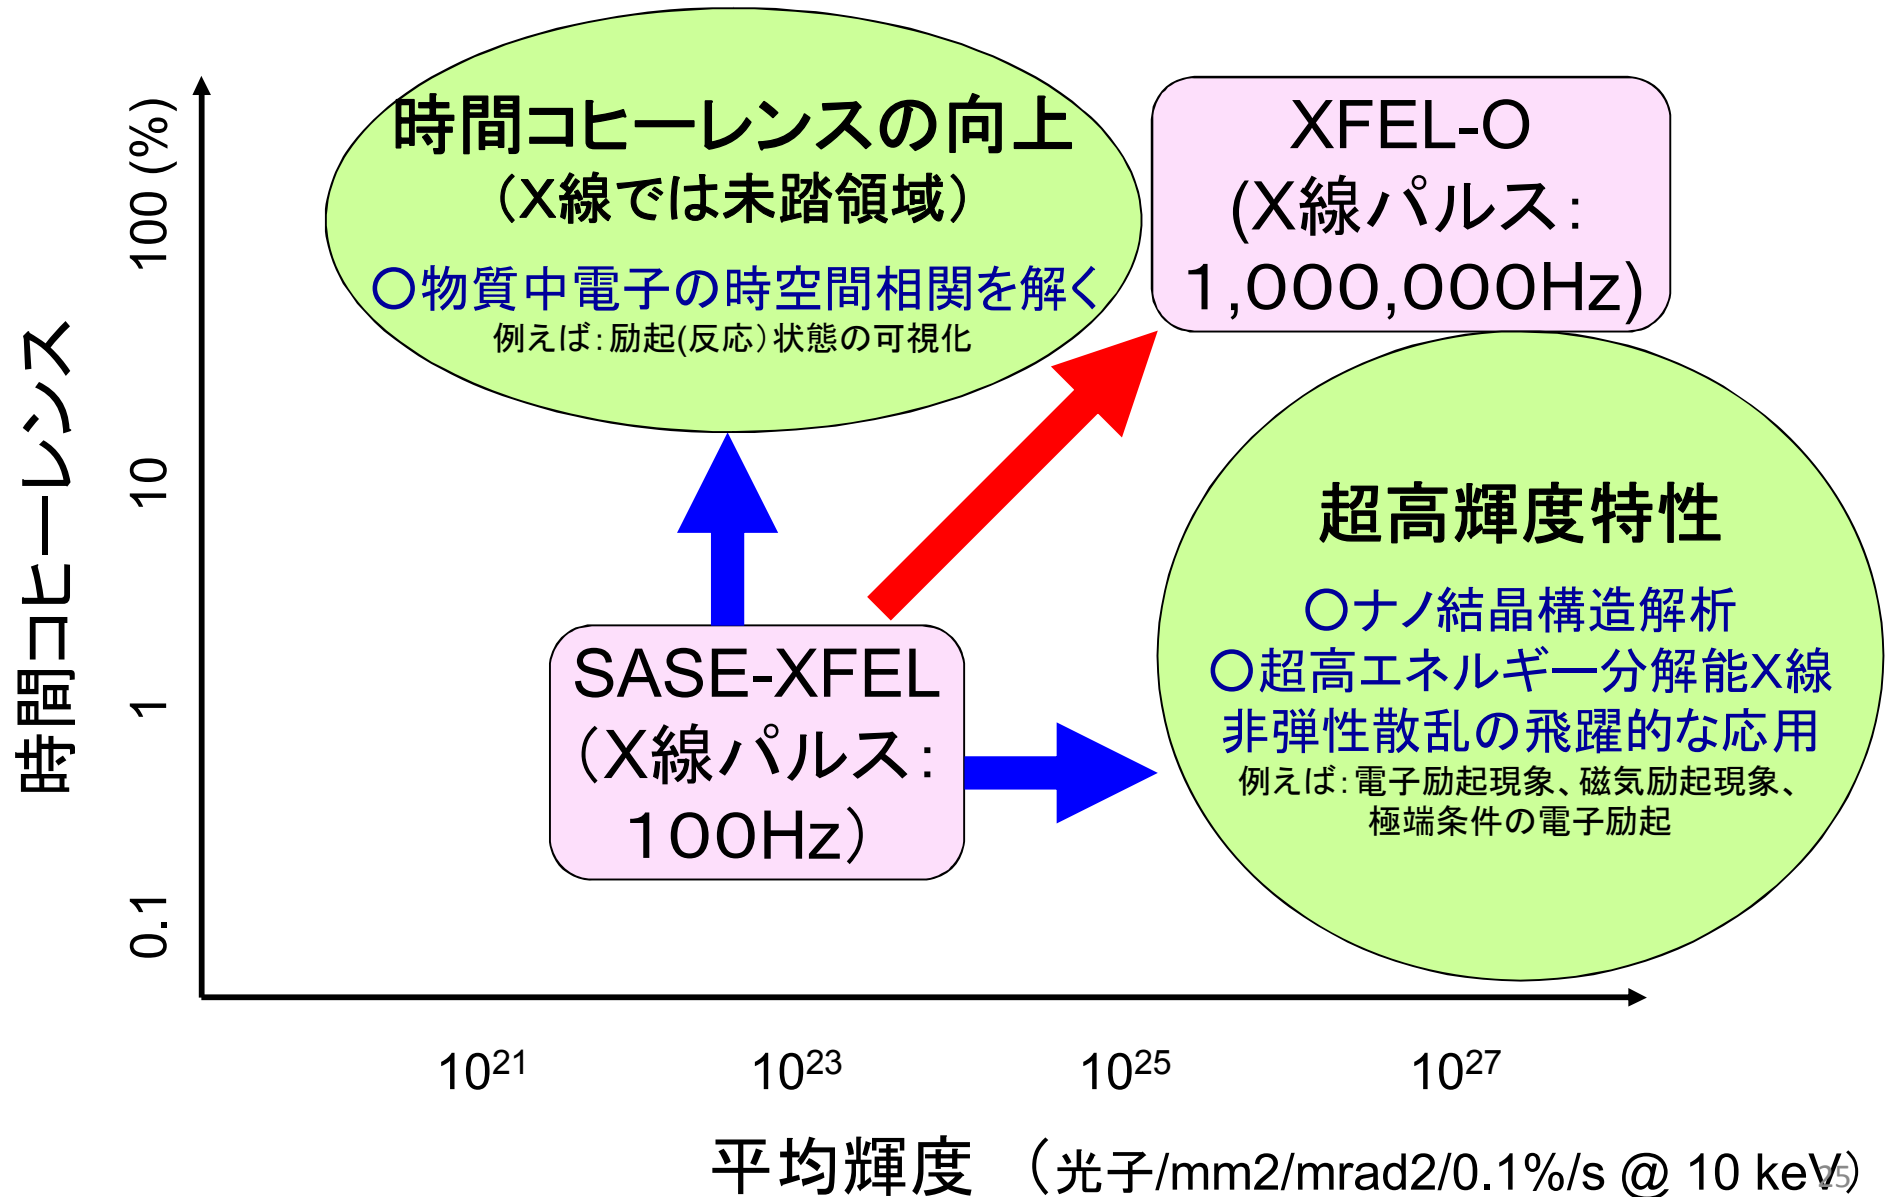 時間コヒーレンスの向上
（X線では未踏領域）
〇物質中電子の時空間相関を解く
例えば：励起(反応）状態の可視化
XFEL-O
(X線パルス：
１,０００,０００Hz)
超高輝度特性
〇ナノ結晶構造解析
〇超高エネルギー分解能X線
非弾性散乱の飛躍的な応用
例えば：電子励起現象、磁気励起現象、
極端条件の電子励起
SASE-XFEL
（X線パルス：
１００Hz）
時間コヒーレンス
100 (%)
10
1
0.1
10²¹ 10²³ 10²⁵ 10²⁷
平均輝度 （光子/mm2/mrad2/0.1%/s @ 10 keV）
25